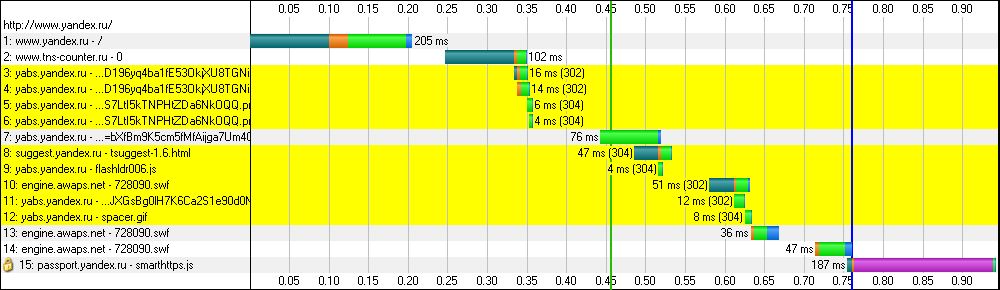 0.05 0.10 0.15 0.20 0.25 0.30 0.35 0.40 0.45 0.50 0.55 0.60 0.65 0.70 0.75 0.80 0.85 0.90
http://www.yandex.ru/
1: www.yandex.ru - / 205 ms
2: www.tns-counter.ru - 0 102 ms
3: yabs.yandex.ru - 16 ms (302)
4: yabs.yandex.ru - 14 ms (302)
5: yabs.yandex.ru - 6 ms (304)
6: yabs.yandex.ru - 4 ms (304)
7: yabs.yandex.ru - 76 ms
8: suggest.yandex.ru - tsuggest-1.6.html 47 ms (304)
9: yabs.yandex.ru - flashldr006.js 4 ms (304)
10: engine.awaps.net - 728090.swf 51 ms (302)
11: yabs.yandex.ru - 12 ms (302)
12: yabs.yandex.ru - spacer.gif 8 ms (304)
13: engine.awaps.net - 728090.swf 36 ms
14: engine.awaps.net - 728090.swf 47 ms
15: passport.yandex.ru - smarthttps.js 187 ms
0.05 0.10 0.15 0.20 0.25 0.30 0.35 0.40 0.45 0.50 0.55 0.60 0.65 0.70 0.75 0.80 0.85 0.90